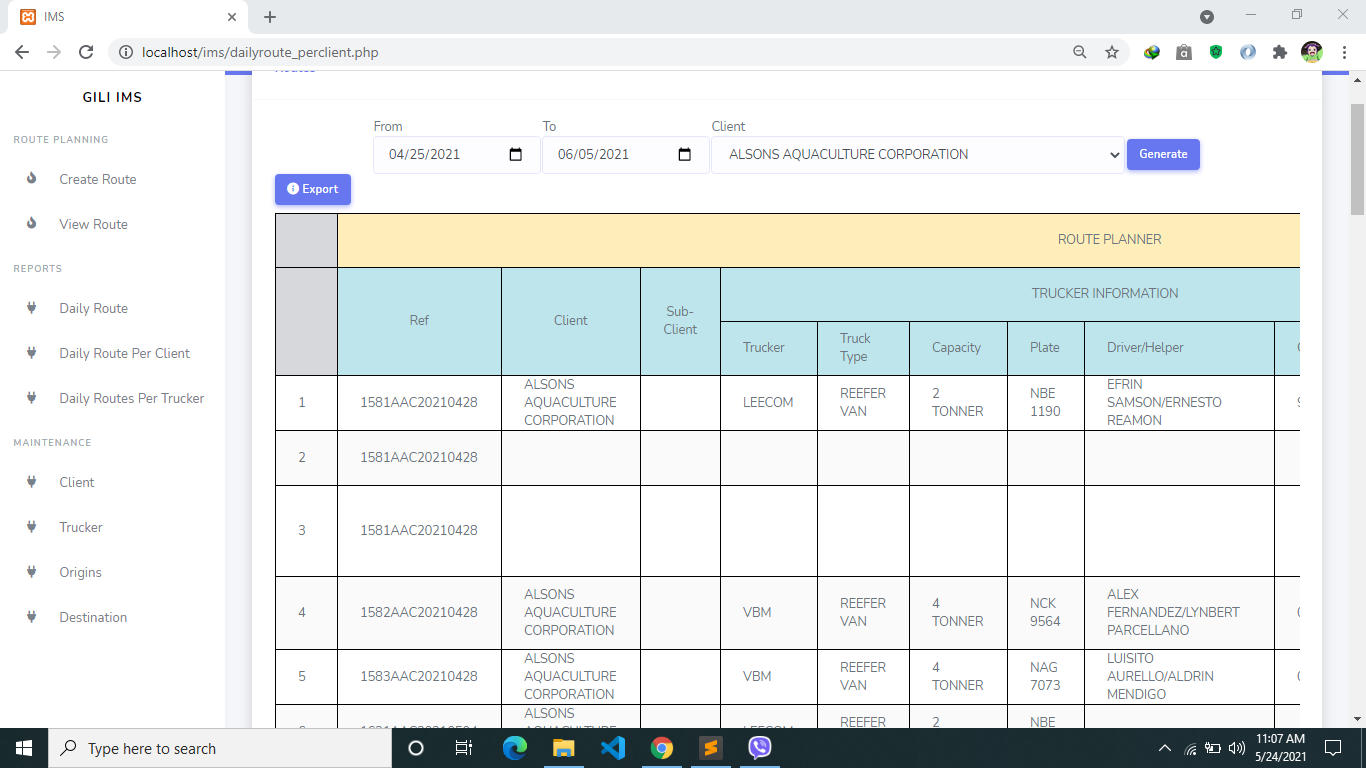 IMS
localhost/ims/dailyroute_perclient.php
GILI IMS
ROUTE PLANNING
Create Route
View Route
REPORTS
Daily Route
Daily Route Per Client
Daily Routes Per Trucker
MAINTENANCE
Client
Trucker
Origins
Destination
From To Client
04/25/2021 06/05/2021 ALSONS AQUACULTURE CORPORATION Generate
Export
ROUTE PLANNER
TRUCKER INFORMATION
Ref Client Sub-
Client
Trucker Truck
Type Capacity Plate Driver/Helper
1 1581AAC20210428 ALSONS
AQUACULTURE
CORPORATION LEECOM REEFER
VAN 2
TONNER NBE
1190 EFRIN
SAMSON/ERNESTO
REAMON
2 1581AAC20210428
3 1581AAC20210428
4 1582AAC20210428 ALSONS
AQUACULTURE
CORPORATION VBM REEFER
VAN 4
TONNER NCK
9564 ALEX
FERNANDEZ/LYNBERT
PARCELLANO
5 1583AAC20210428 ALSONS
AQUACULTURE
CORPORATION VBM REEFER
VAN 4
TONNER NAG
7073 LUISITO
AURELLO/ALDRIN
MENDIGO
ALSONS
REEFER 2 NBE
Type here to search
11:07 AM
5/24/2021